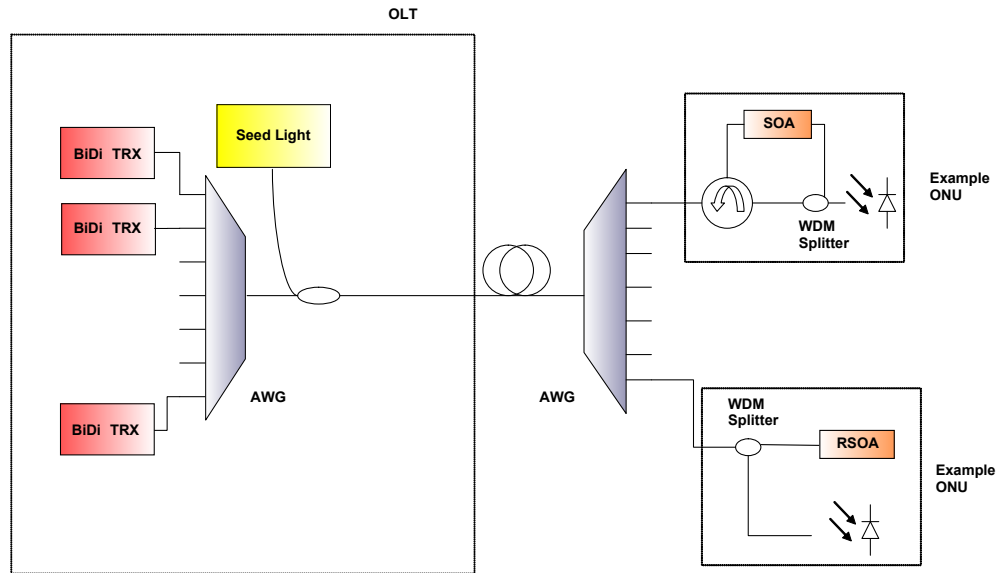 OLT
BiDi TRX
Seed Light
BiDi TRX
AWG
BiDi TRX
AWG
SOA
WDM
Splitter
Example
ONU
WDM
Splitter
RSOA
Example
ONU